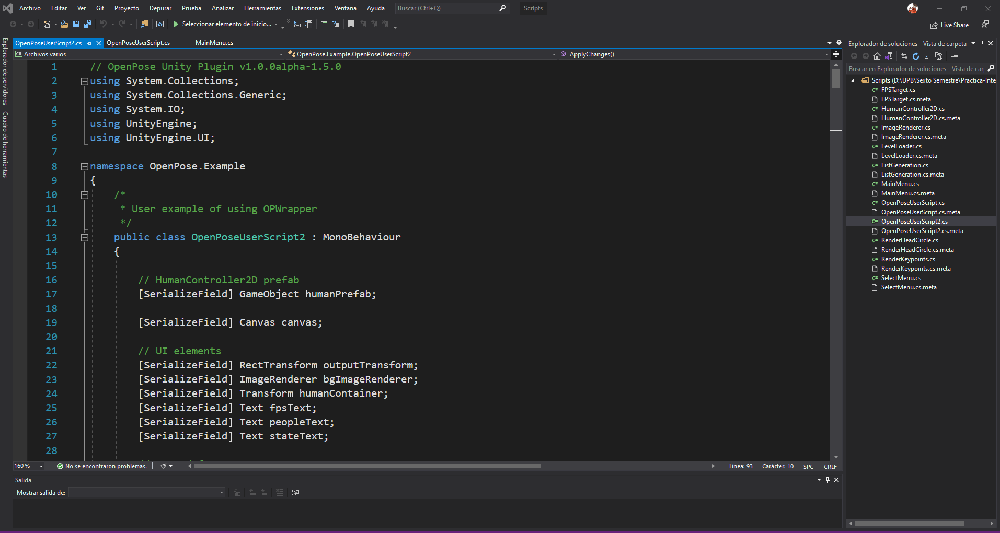 Archivo Editar Ver Git Proyecto Depurar Prueba Analizar Herramientas Extensiones Ventana Ayuda Buscar (Ctrl+Q) Scripts
Seleccionar elemento de inicio... Live Share
Explorador de servidores
Cuadro de herramientas
OpenPoseUserScript2.cs OpenPoseUserScript.cs MainMenu.cs
C# Archivos varios OpenPose.Example.OpenPoseUserScript2 ApplyChanges()
1 // OpenPose Unity Plugin v1.0.0alpha-1.5.0
2 using System.Collections;
3 using System.Collections.Generic;
4 using System.IO;
5 using UnityEngine;
6 using UnityEngine.UI;
7
8 namespace OpenPose.Example
9 {
10 /*
11 * User example of using OPWrapper
12 */
13 public class OpenPoseUserScript2 : MonoBehaviour
14 {
15
16 // HumanController2D prefab
17 [SerializeField] GameObject humanPrefab;
18
19 [SerializeField] Canvas canvas;
20
21 // UI elements
22 [SerializeField] RectTransform outputTransform;
23 [SerializeField] ImageRenderer bgImageRenderer;
24 [SerializeField] Transform humanContainer;
25 [SerializeField] Text fpsText;
26 [SerializeField] Text peopleText;
27 [SerializeField] Text stateText;
28
160 % No se encontraron problemas. Línea: 93 Carácter: 10 SPC CRLF
Salida
Mostrar salida de:
Explorador de soluciones - Vista de carpeta
Buscar en Explorador de soluciones - Vista de car
Scripts (D:\UPB\Sexto Semestre\Practica-Inte
FPSTarget.cs
FPSTarget.cs.meta
HumanController2D.cs
HumanController2D.cs.meta
ImageRenderer.cs
ImageRenderer.cs.meta
LevelLoader.cs
LevelLoader.cs.meta
ListGeneration.cs
ListGeneration.cs.meta
MainMenu.cs
MainMenu.cs.meta
OpenPoseUserScript.cs
OpenPoseUserScript.cs.meta
OpenPoseUserScript2.cs
OpenPoseUserScript2.cs.meta
RenderHeadCircle.cs
RenderHeadCircle.cs.meta
RenderKeypoints.cs
RenderKeypoints.cs.meta
SelectMenu.cs
SelectMenu.cs.meta